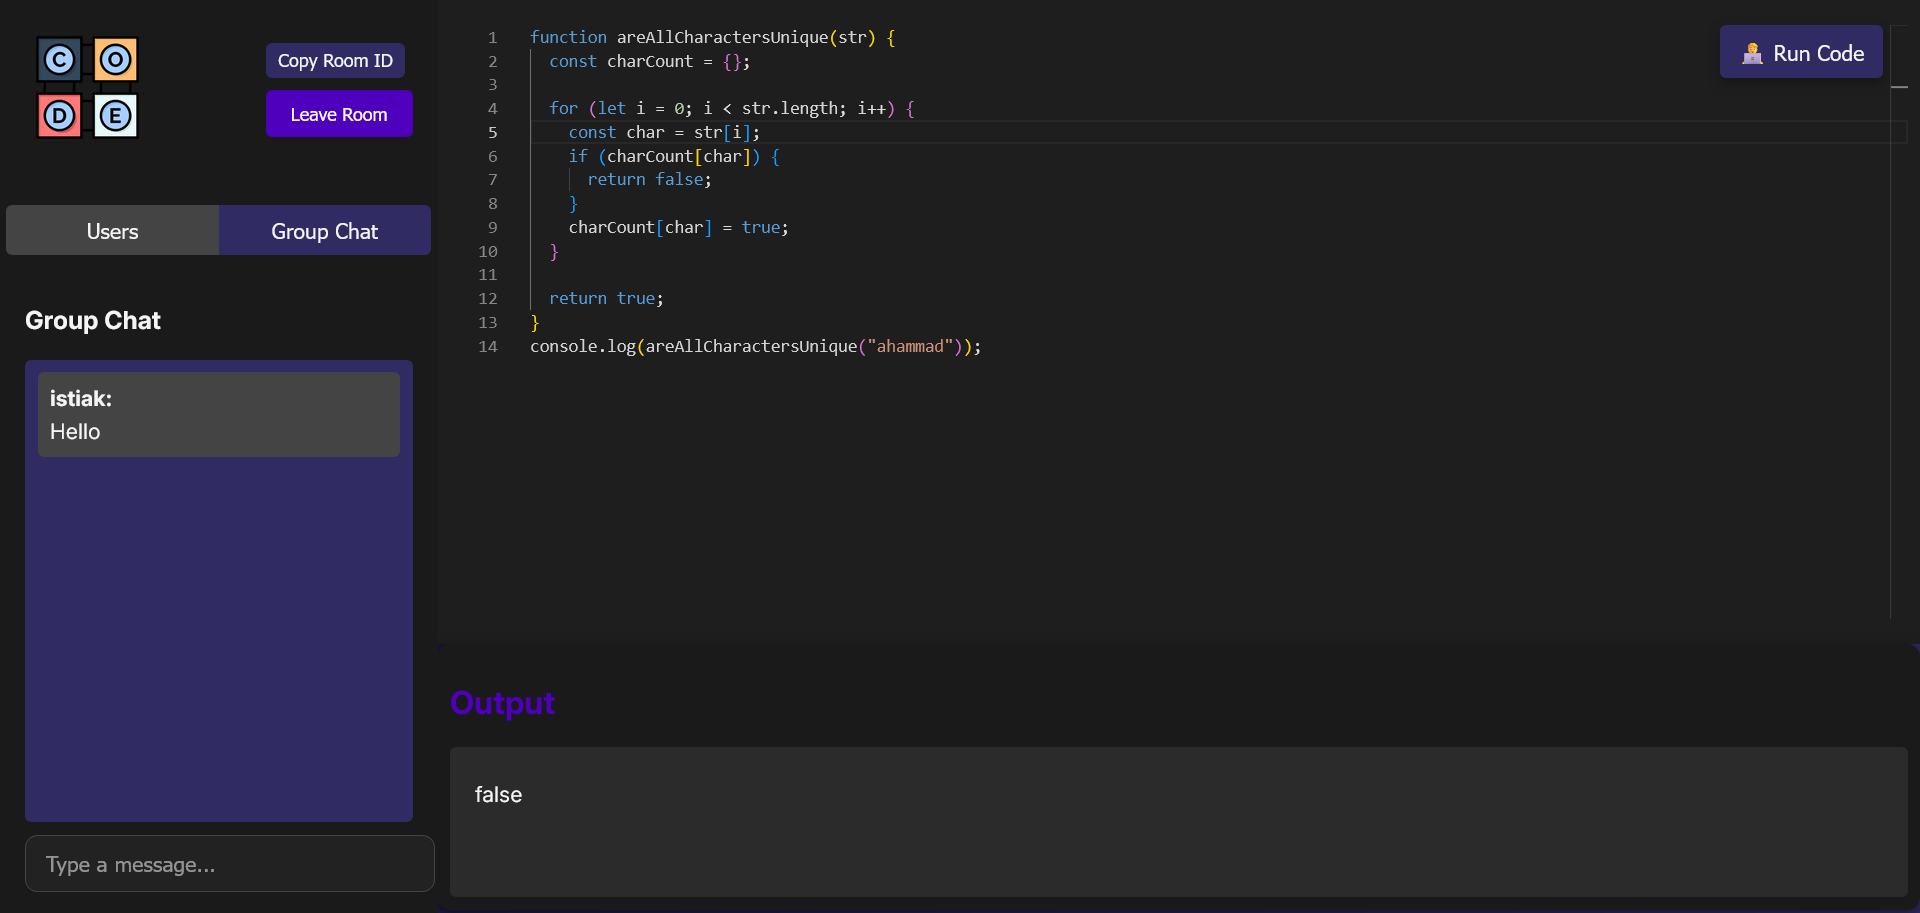 C O
D E
Copy Room ID
Leave Room
Users
Group Chat
Group Chat
istiak:
Hello
Type a message...
1 function areAllCharactersUnique(str) {
2   const charCount = {};
3
4   for (let i = 0; i < str.length; i++) {
5     const char = str[i];
6     if (charCount[char]) {
7       return false;
8     }
9     charCount[char] = true;
10   }
11
12   return true;
13 }
14 console.log(areAllCharactersUnique("ahammad"));
Run Code
Output
false